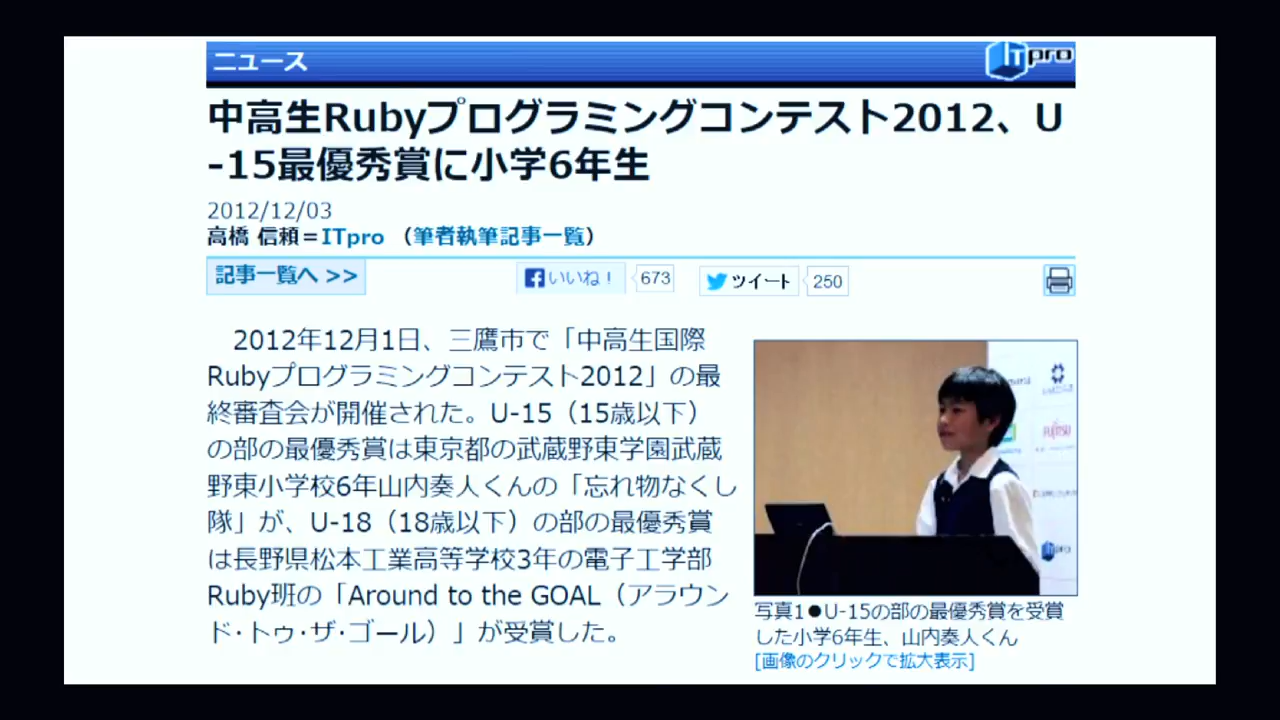 ニュース
ITpro
中高生Rubyプログラミングコンテスト2012、U
-15最優秀賞に小学6年生
2012/12/03
高橋 信頼＝ITpro （筆者執筆記事一覧）
記事一覧へ >>
いいね！ 673
ツイート 250
2012年12月1日、三鷹市で「中高生国際
Rubyプログラミングコンテスト2012」の最
終審査会が開催された。U-15（15歳以下）
の部の最優秀賞は東京都の武蔵野東学園武蔵
野東小学校6年山内奏人くんの「忘れ物なくし
隊」が、U-18（18歳以下）の部の最優秀賞
は長野県松本工業高等学校3年の電子工学部
Ruby班の「Around to the GOAL（アラウン
ド･トゥ･ザ･ゴール）」が受賞した。
FUJITSU
ITpro
写真1●U-15の部の最優秀賞を受賞
した小学6年生、山内奏人くん
[画像のクリックで拡大表示]